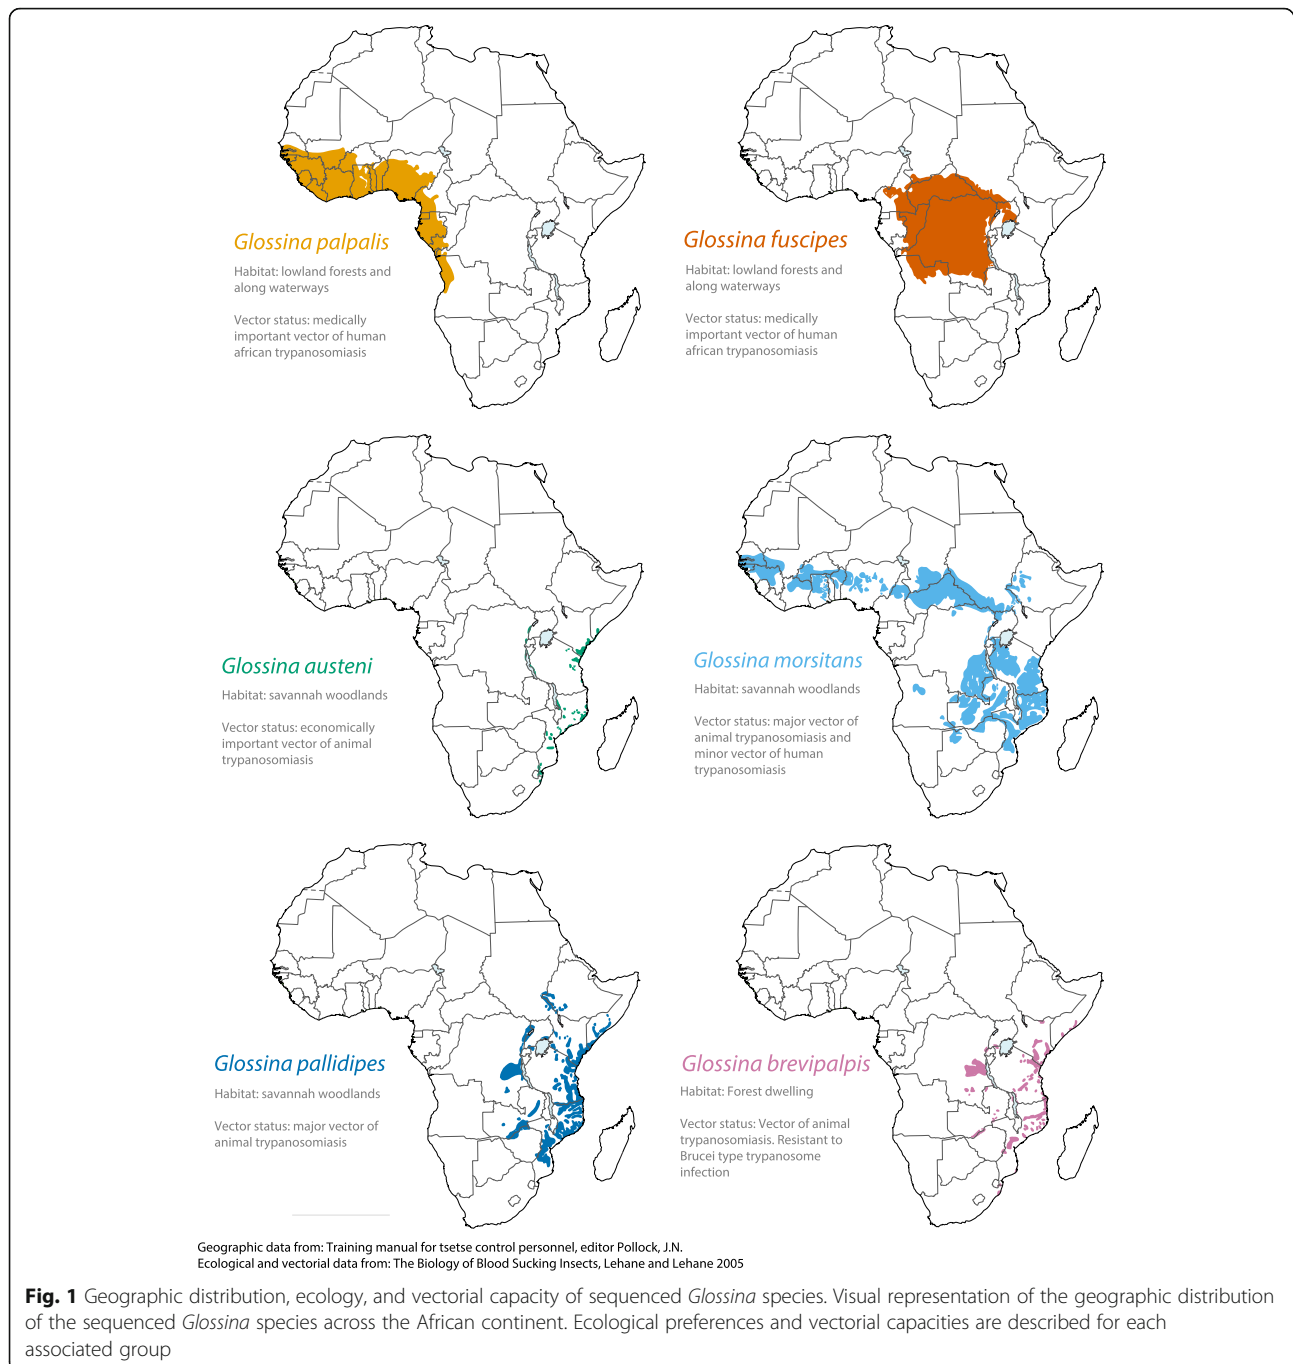 Glossina palpalis
Habitat: lowland forests and
along waterways
Vector status: medically
important vector of human
african trypanosomiasis
Glossina fuscipes
Habitat: lowland forests and
along waterways
Vector status: medically
important vector of human
african trypanosomiasis
Glossina austeni
Habitat: savannah woodlands
Vector status: economically
important vector of animal
trypanosomiasis
Glossina morsitans
Habitat: savannah woodlands
Vector status: major vector of
animal trypanosomiasis and
minor vector of human
trypanosomiasis
Glossina pallidipes
Habitat: savannah woodlands
Vector status: major vector of
animal trypanosomiasis
Glossina brevipalpis
Habitat: Forest dwelling
Vector status: Vector of animal
trypanosomiasis. Resistant to
Brucei type trypanosome
infection
Geographic data from: Training manual for tsetse control personnel, editor Pollock, J.N.
Ecological and vectorial data from: The Biology of Blood Sucking Insects, Lehane and Lehane 2005
Fig. 1 Geographic distribution, ecology, and vectorial capacity of sequenced Glossina species. Visual representation of the geographic distribution
of the sequenced Glossina species across the African continent. Ecological preferences and vectorial capacities are described for each
associated group